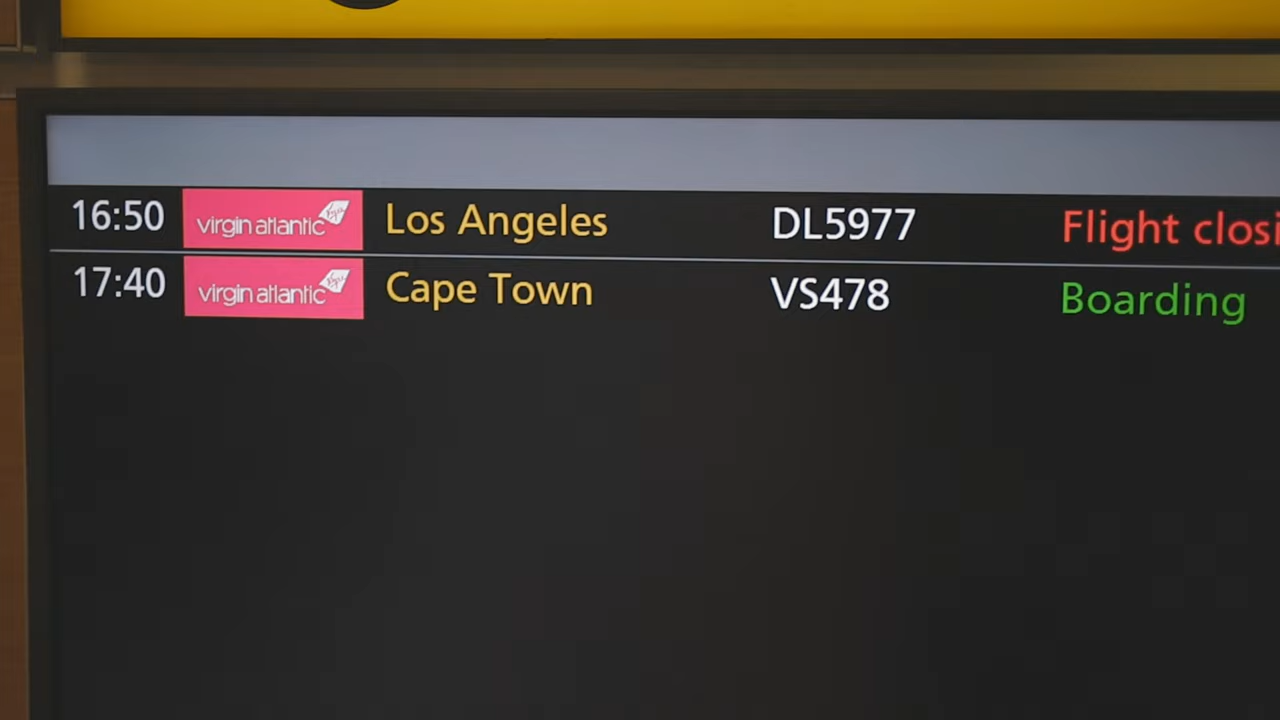 16:50 virgin atlantic Los Angeles DL5977 Flight closi
17:40 virgin atlantic Cape Town VS478 Boarding